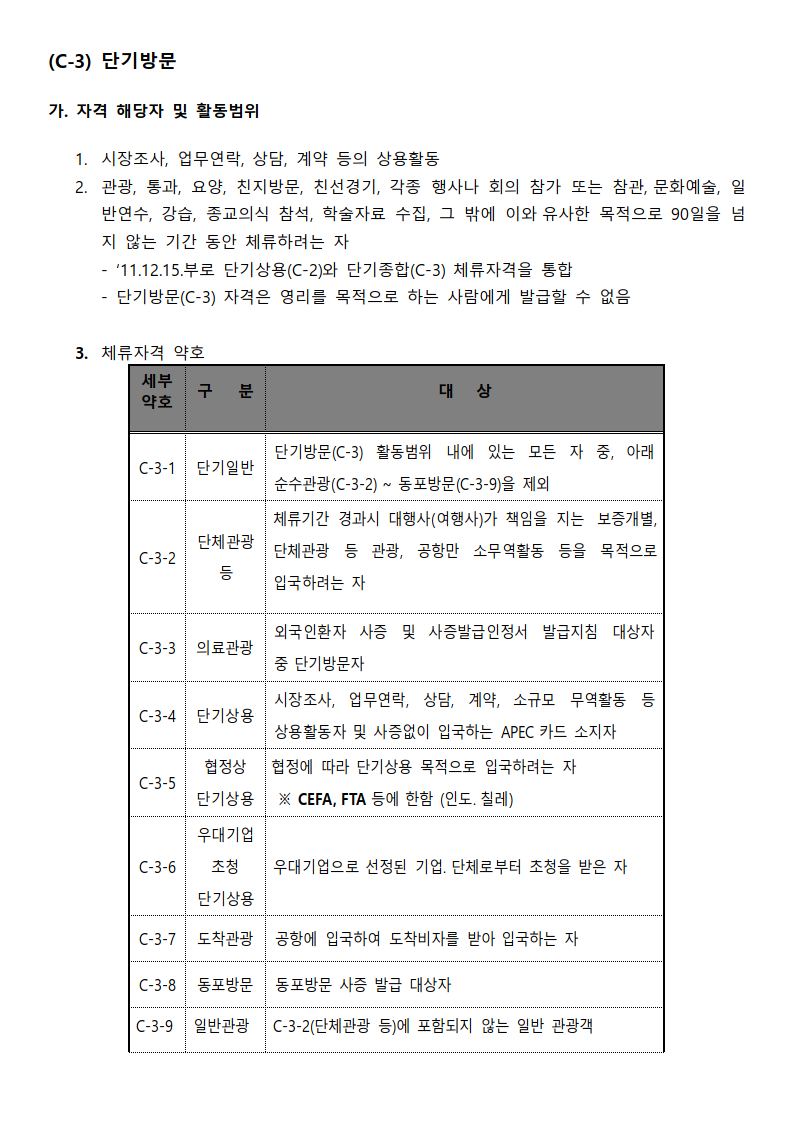 (C-3) 단기방문
가. 자격 해당자 및 활동범위
1. 시장조사, 업무연락, 상담, 계약 등의 상용활동
2. 관광, 통과, 요양, 친지방문, 친선경기, 각종 행사나 회의 참가 또는 참관, 문화예술, 일
반연수, 강습, 종교의식 참석, 학술자료 수집, 그 밖에 이와 유사한 목적으로 90일을 넘
지 않는 기간 동안 체류하려는 자
- ‘11.12.15.부로 단기상용(C-2)와 단기종합(C-3) 체류자격을 통합
- 단기방문(C-3) 자격은 영리를 목적으로 하는 사람에게 발급할 수 없음
3. 체류자격 약호
세부
약호
구 분
대 상
C-3-1
단기일반
단기방문(C-3) 활동범위 내에 있는 모든 자 중, 아래
순수관광(C-3-2) ~ 동포방문(C-3-9)을 제외
C-3-2
단체관광
등
체류기간 경과시 대행사(여행사)가 책임을 지는 보증개별,
단체관광 등 관광, 공항만 소무역활동 등을 목적으로
입국하려는 자
C-3-3
의료관광
외국인환자 사증 및 사증발급인정서 발급지침 대상자
중 단기방문자
C-3-4
단기상용
시장조사, 업무연락, 상담, 계약, 소규모 무역활동 등
상용활동자 및 사증없이 입국하는 APEC 카드 소지자
C-3-5
협정상
단기상용
협정에 따라 단기상용 목적으로 입국하려는 자
※ CEFA, FTA 등에 한함 (인도. 칠레)
C-3-6
우대기업
초청
단기상용
우대기업으로 선정된 기업. 단체로부터 초청을 받은 자
C-3-7
도착관광
공항에 입국하여 도착비자를 받아 입국하는 자
C-3-8
동포방문
동포방문 사증 발급 대상자
C-3-9
일반관광
C-3-2(단체관광 등)에 포함되지 않는 일반 관광객